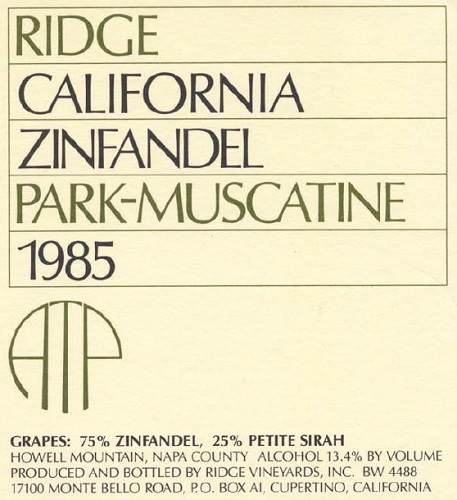 RIDGE
CALIFORNIA
ZINFANDEL
PARK-MUSCATINE
1985
ATP
GRAPES: 75% ZINFANDEL, 25% PETITE SIRAH
HOWELL MOUNTAIN, NAPA COUNTY ALCOHOL 13.4% BY VOLUME
PRODUCED AND BOTTLED BY RIDGE VINEYARDS, INC. BW 4488
17100 MONTE BELLO ROAD, P.O. BOX AI, CUPERTINO, CALIFORNIA